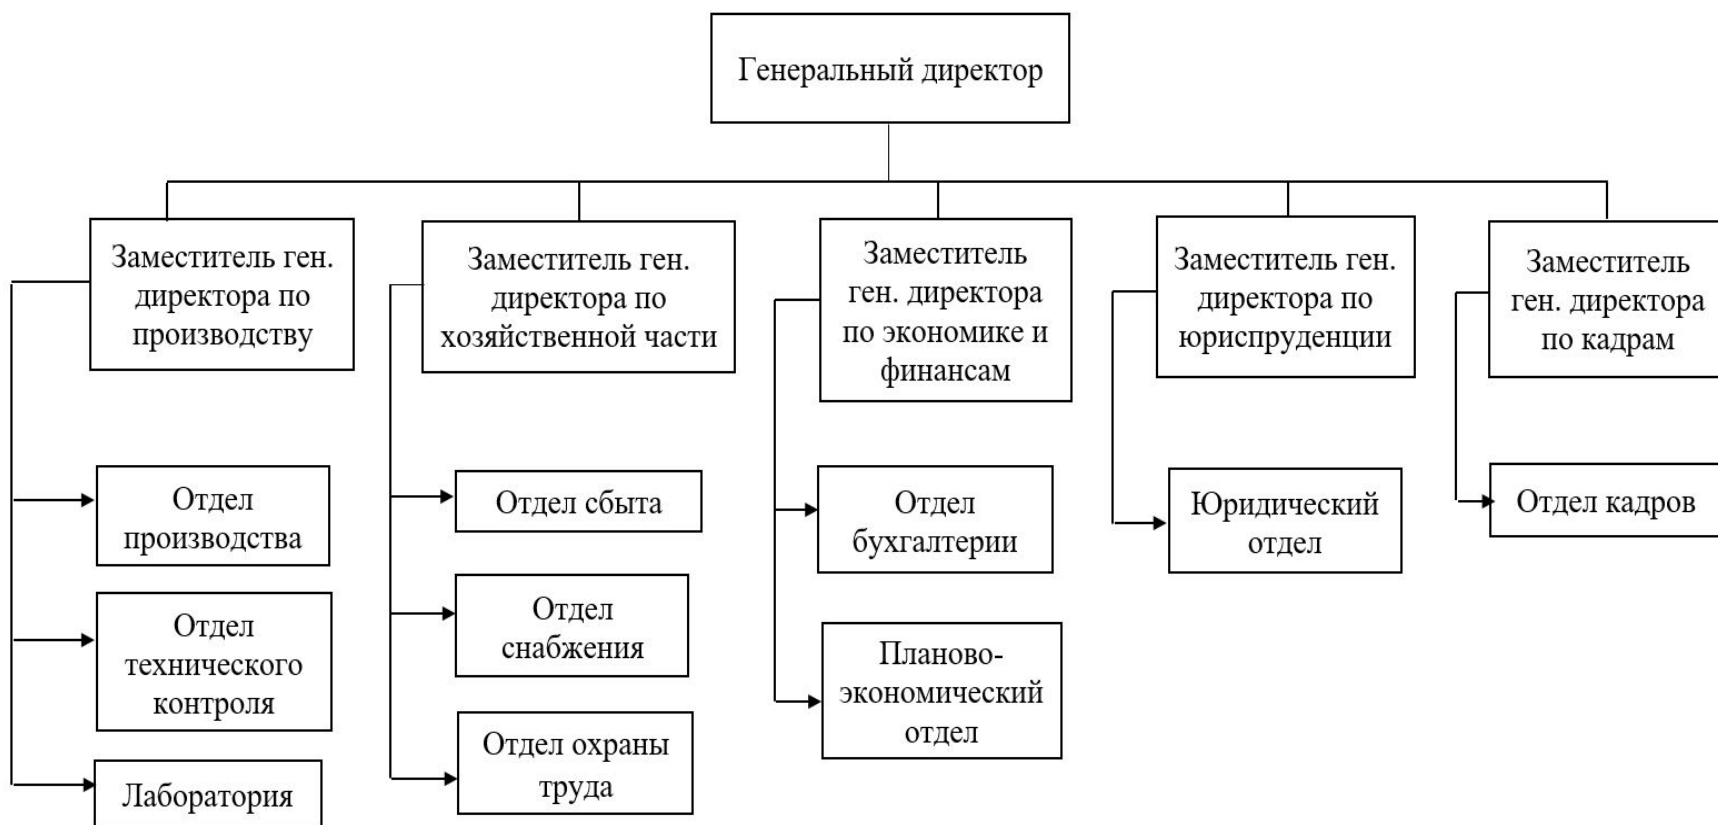 Генеральный директор
Заместитель ген.
директора по
производству
Заместитель ген.
директора по
хозяйственной части
Заместитель
ген. директора
по экономике и
финансам
Заместитель ген.
директора по
юриспруденции
Заместитель
ген. директора
по кадрам
Отдел
производства
Отдел
технического
контроля
Лаборатория
Отдел сбыта
Отдел
снабжения
Отдел охраны
труда
Отдел
бухгалтерии
Планово-
экономический
отдел
Юридический
отдел
Отдел кадров